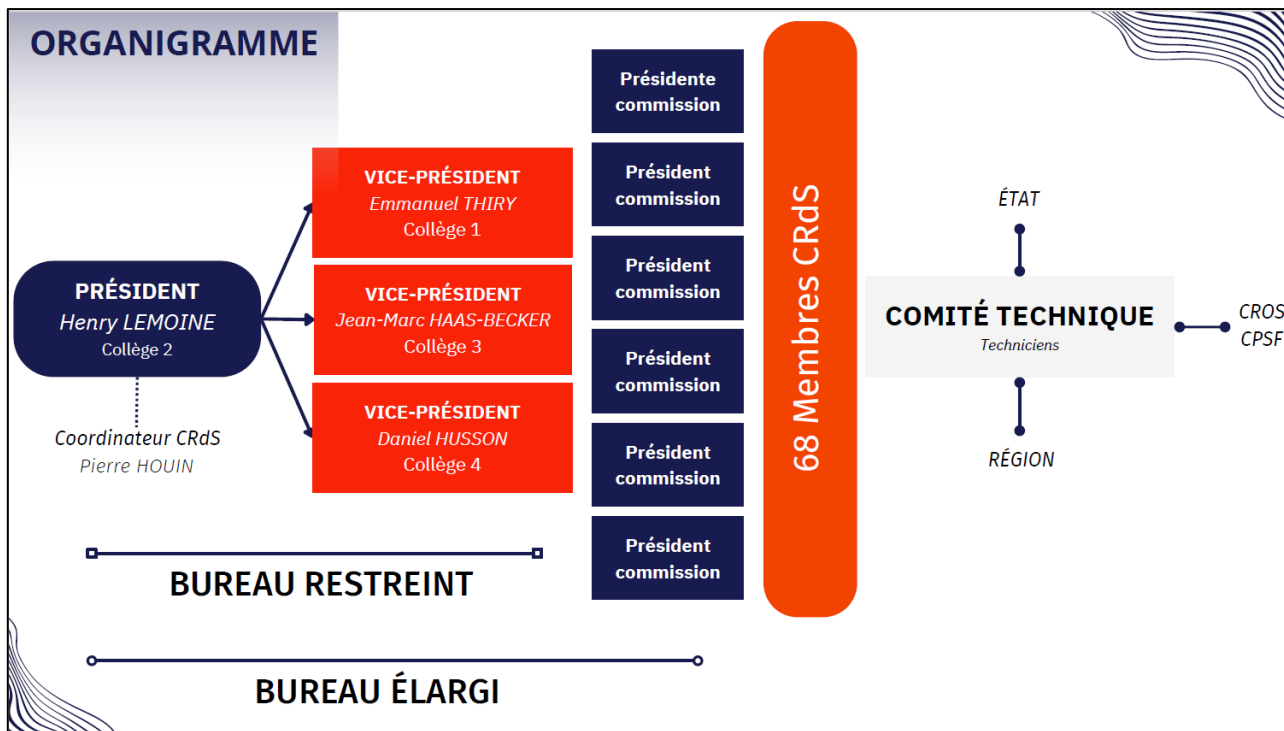 ORGANIGRAMME
PRÉSIDENT
Henry LEMOINE
Collège 2
Coordinateur CRdS
Pierre HOUIN
VICE-PRÉSIDENT
Emmanuel THIRY
Collège 1
VICE-PRÉSIDENT
Jean-Marc HAAS-BECKER
Collège 3
VICE-PRÉSIDENT
Daniel HUSSON
Collège 4
Présidente
commission
Président
commission
Président
commission
Président
commission
Président
commission
Président
commission
68 Membres CRdS
ÉTAT
COMITÉ TECHNIQUE
Techniciens
CROS
CPSF
RÉGION
BUREAU RESTREINT
BUREAU ÉLARGI